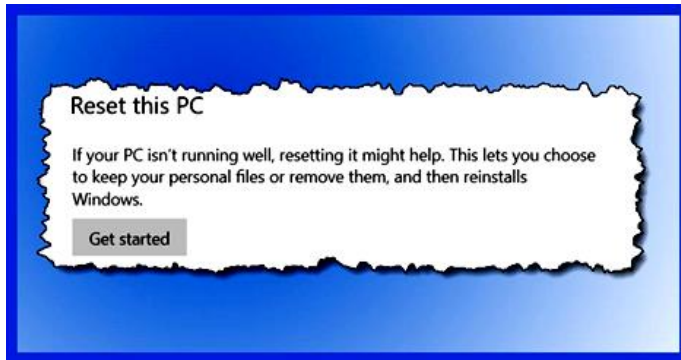 Reset this PC
If your PC isn't running well, resetting it might help. This lets you choose
to keep your personal files or remove them, and then reinstalls
Windows.
Get started